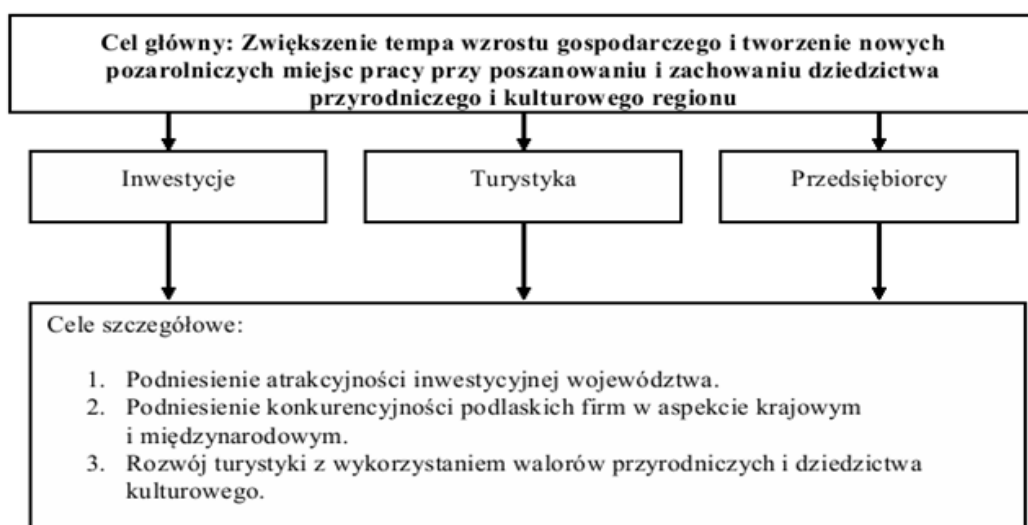 Cel główny: Zwiększenie tempa wzrostu gospodarczego i tworzenie nowych
pozarolniczych miejsc pracy przy poszanowaniu i zachowaniu dziedzictwa
przyrodniczego i kulturowego regionu
Inwestycje
Turystyka
Przedsiębiorcy
Cele szczegółowe:
1. Podniesienie atrakcyjności inwestycyjnej województwa.
2. Podniesienie konkurencyjności podlaskich firm w aspekcie krajowym
i międzynarodowym.
3. Rozwój turystyki z wykorzystaniem walorów przyrodniczych i dziedzictwa
kulturowego.